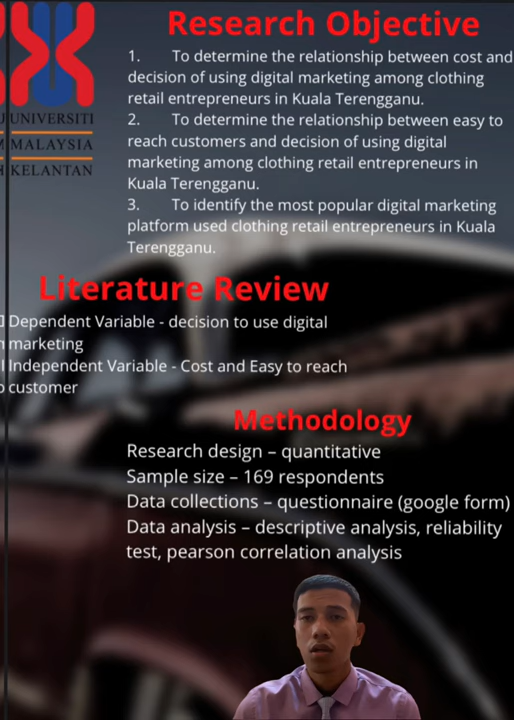 Research Objective
1. To determine the relationship between cost and
decision of using digital marketing among clothing
retail entrepreneurs in Kuala Terengganu.
2. To determine the relationship between easy to
reach customers and decision of using digital
marketing among clothing retail entrepreneurs in
Kuala Terengganu.
3. To identify the most popular digital marketing
platform used clothing retail entrepreneurs in Kuala
Terengganu.
UNIVERSITI
MALAYSIA
KELANTAN
Literature Review
Dependent Variable - decision to use digital
marketing
Independent Variable - Cost and Easy to reach
customer
Methodology
Research design – quantitative
Sample size – 169 respondents
Data collections – questionnaire (google form)
Data analysis – descriptive analysis, reliability
test, pearson correlation analysis